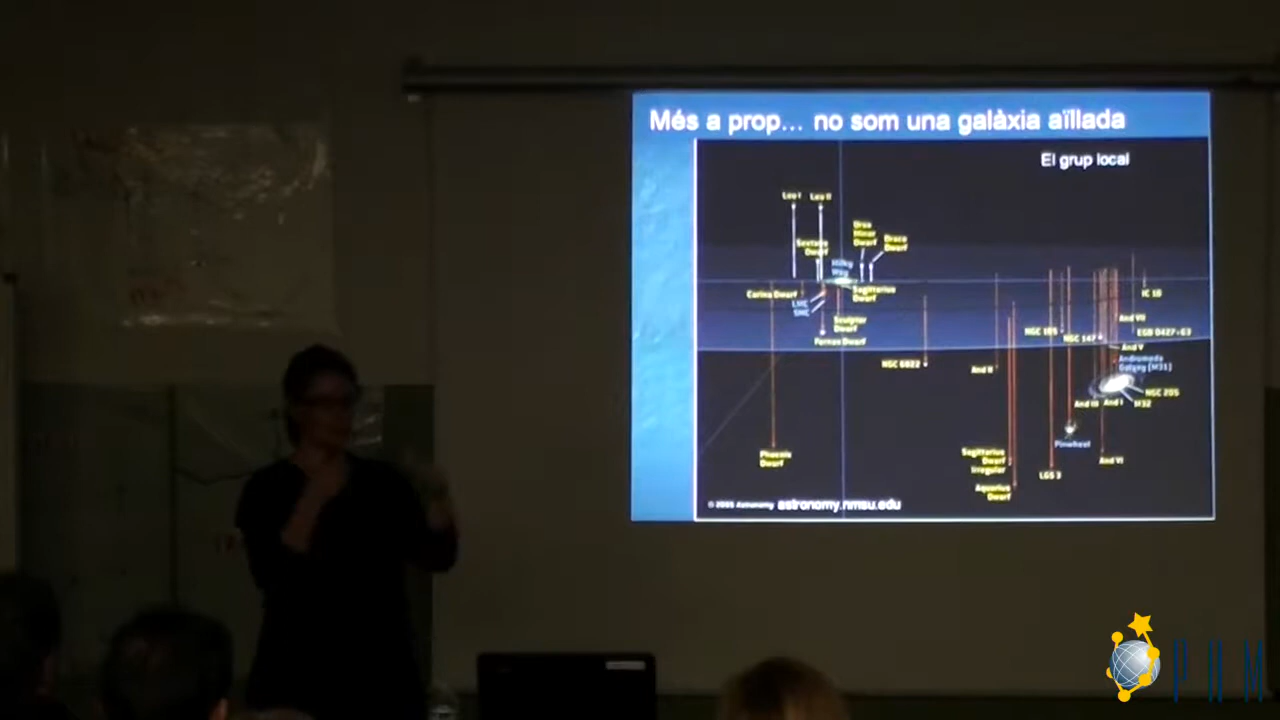 Més a prop... no som una galàxia aïllada
El grup local
Leo I
Leo II
Ursa
Minor
Dwarf
Draco
Dwarf
Sextans
Dwarf
Milky
Way
Carina Dwarf
Sagittarius
Dwarf
LMC
SMC
Sculptor
Dwarf
Fornax Dwarf
IC 10
And VII
NGC 185
NGC 147
EGB 0427+63
And V
NGC 6822
And II
Andromeda
Galaxy (M31)
NGC 205
M32
And III
And I
Pinwheel
Phoenix
Dwarf
Sagittarius
Dwarf
Irregular
And VI
LGS 3
Aquarius
Dwarf
© 2005 Astronomy
astronomy.nmsu.edu